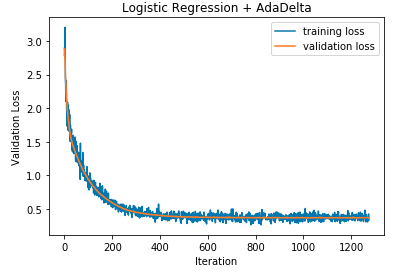 Logistic Regression + AdaDelta
training loss
validation loss
Validation Loss
3.0
2.5
2.0
1.5
1.0
0.5
0
200
400
600
800
1000
1200
Iteration